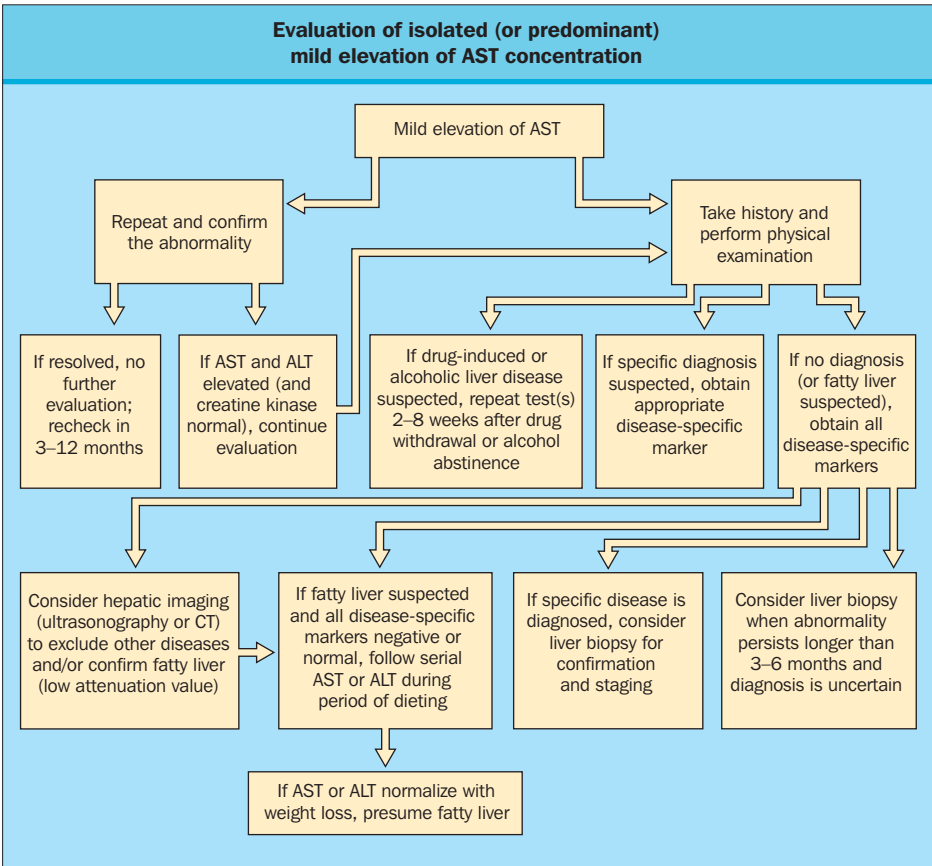 Evaluation of isolated (or predominant)
mild elevation of AST concentration
Mild elevation of AST
Repeat and confirm
the abnormality
Take history and
perform physical
examination
If resolved, no
further
evaluation;
recheck in
3–12 months
If AST and ALT
elevated (and
creatine kinase
normal), continue
evaluation
If drug-induced or
alcoholic liver disease
suspected, repeat test(s)
2–8 weeks after drug
withdrawal or alcohol
abstinence
If specific diagnosis
suspected, obtain
appropriate
disease-specific
marker
If no diagnosis
(or fatty liver
suspected),
obtain all
disease-specific
markers
Consider hepatic imaging
(ultrasonography or CT)
to exclude other diseases
and/or confirm fatty liver
(low attenuation value)
If fatty liver suspected
and all disease-specific
markers negative or
normal, follow serial
AST or ALT during
period of dieting
If specific disease is
diagnosed, consider
liver biopsy for
confirmation
and staging
Consider liver biopsy
when abnormality
persists longer than
3–6 months and
diagnosis is uncertain
If AST or ALT normalize with
weight loss, presume fatty liver